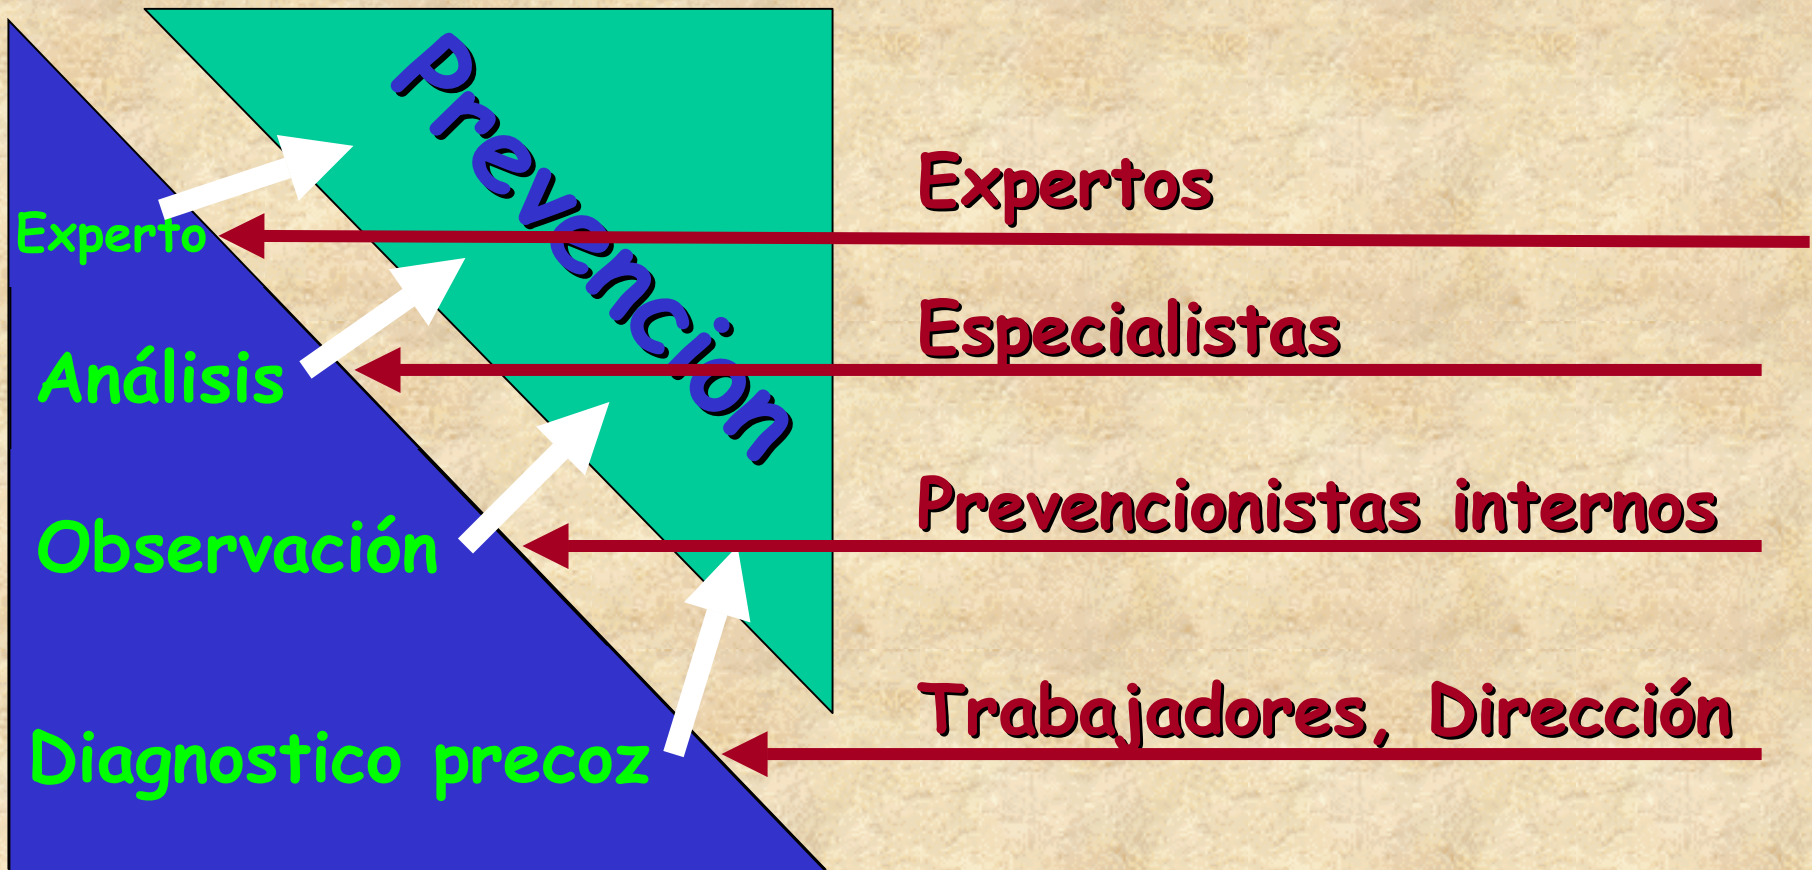 Prevencion
Expertos
Experto
Especialistas
Análisis
Prevencionistas internos
Observación
Trabajadores, Dirección
Diagnostico precoz